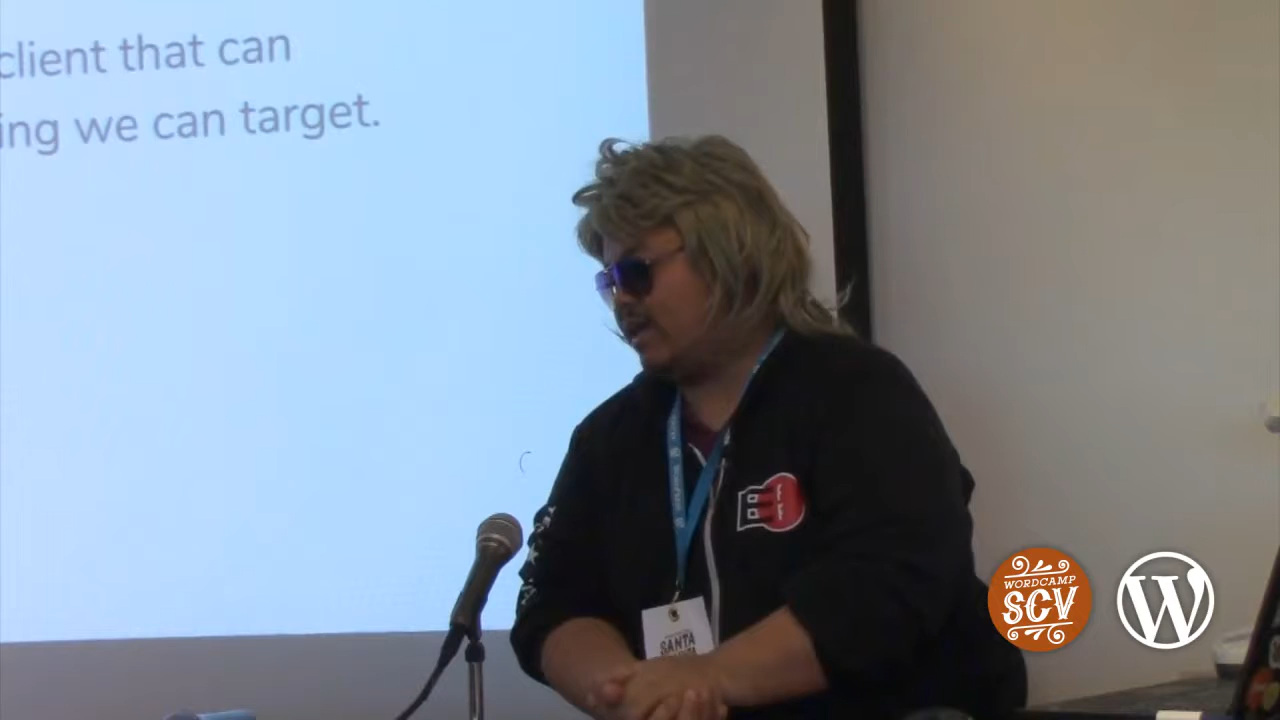 client that can
ing we can target.
SANTA
WORDCAMP
SCV
W